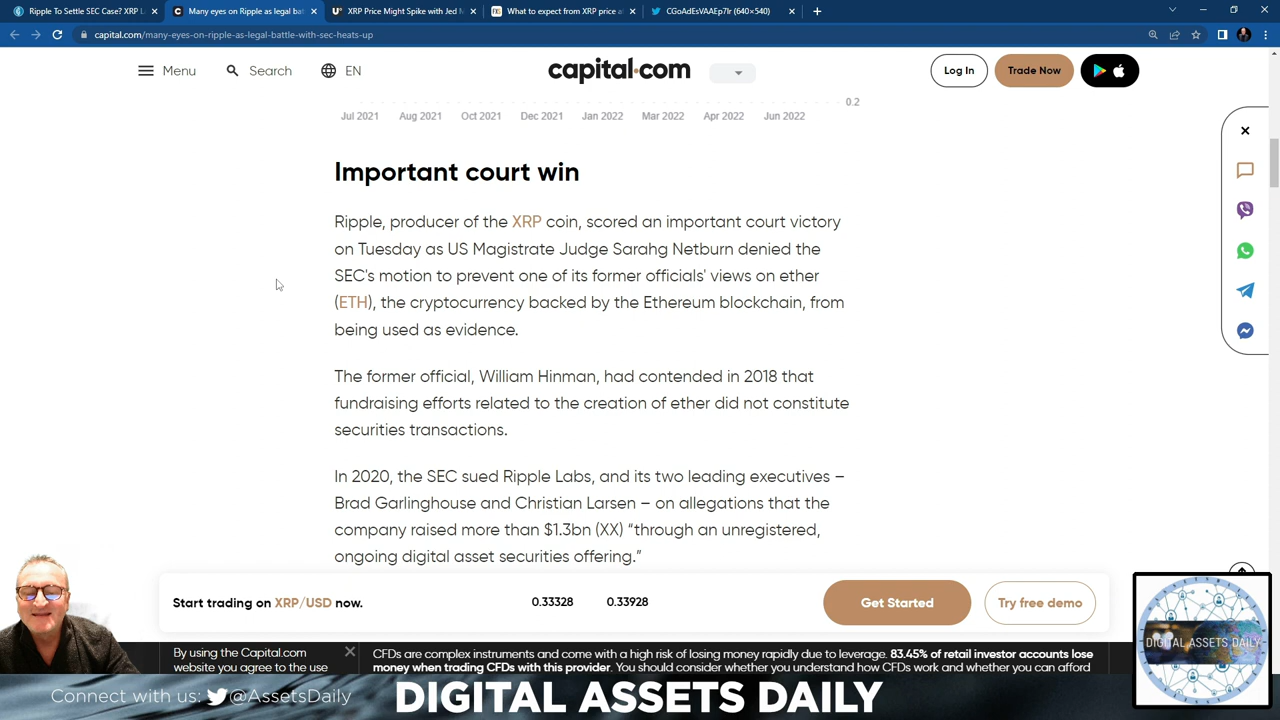 Ripple To Settle SEC Case? XRP L
Many eyes on Ripple as legal bat
XRP Price Might Spike with Jed M
What to expect from XRP price a
CGoAdEsVAAEp7lr (640×540)
capital.com/many-eyes-on-ripple-as-legal-battle-with-sec-heats-up
Menu
Search
EN
capital.com
Log In
Trade Now
0.2
Jul 2021 Aug 2021 Oct 2021 Dec 2021 Jan 2022 Mar 2022 Apr 2022 Jun 2022
Important court win
Ripple, producer of the XRP coin, scored an important court victory
on Tuesday as US Magistrate Judge Sarahg Netburn denied the
SEC's motion to prevent one of its former officials' views on ether
(ETH), the cryptocurrency backed by the Ethereum blockchain, from
being used as evidence.
The former official, William Hinman, had contended in 2018 that
fundraising efforts related to the creation of ether did not constitute
securities transactions.
In 2020, the SEC sued Ripple Labs, and its two leading executives –
Brad Garlinghouse and Christian Larsen – on allegations that the
company raised more than $1.3bn (XX) “through an unregistered,
ongoing digital asset securities offering.”
Start trading on XRP/USD now.
0.33328
0.33928
Get Started
Try free demo
By using the Capital.com
website you agree to the use
CFDs are complex instruments and come with a high risk of losing money rapidly due to leverage. 83.45% of retail investor accounts lose
money when trading CFDs with this provider. You should consider whether you understand how CFDs work and whether you can afford
DIGITAL ASSETS DAILY
Connect with us: @AssetsDaily
DIGITAL ASSETS DAILY